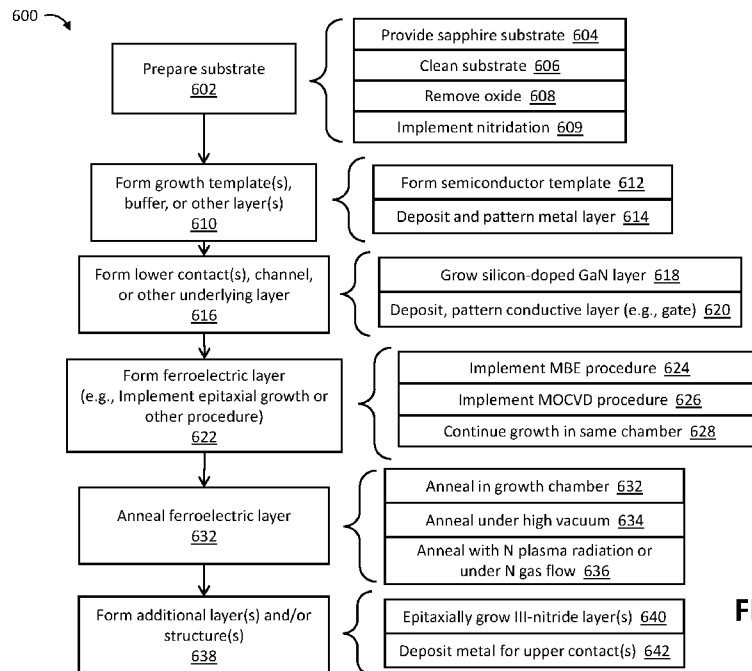 600
Prepare substrate
602
Provide sapphire substrate 604
Clean substrate 606
Remove oxide 608
Implement nitridation 609
Form growth template(s),
buffer, or other layer(s)
610
Form semiconductor template 612
Deposit and pattern metal layer 614
Form lower contact(s), channel,
or other underlying layer
616
Grow silicon-doped GaN layer 618
Deposit, pattern conductive layer (e.g., gate) 620
Form ferroelectric layer
(e.g., Implement epitaxial growth or
other procedure)
622
Implement MBE procedure 624
Implement MOCVD procedure 626
Continue growth in same chamber 628
Anneal ferroelectric layer
632
Anneal in growth chamber 632
Anneal under high vacuum 634
Anneal with N plasma radiation or
under N gas flow 636
Form additional layer(s) and/or
structure(s)
638
Epitaxially grow III-nitride layer(s) 640
Deposit metal for upper contact(s) 642